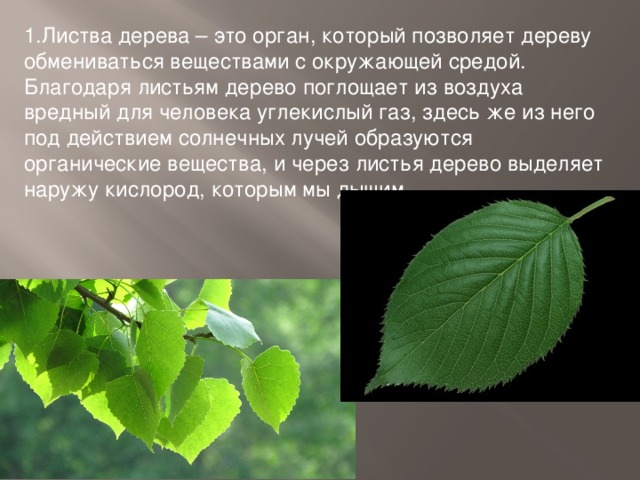 1.Листва дерева – это орган, который позволяет дереву
обмениваться веществами с окружающей средой.
Благодаря листьям дерево поглощает из воздуха
вредный для человека углекислый газ, здесь же из него
под действием солнечных лучей образуются
органические вещества, и через листья дерево выделяет
наружу кислород, которым мы дышим